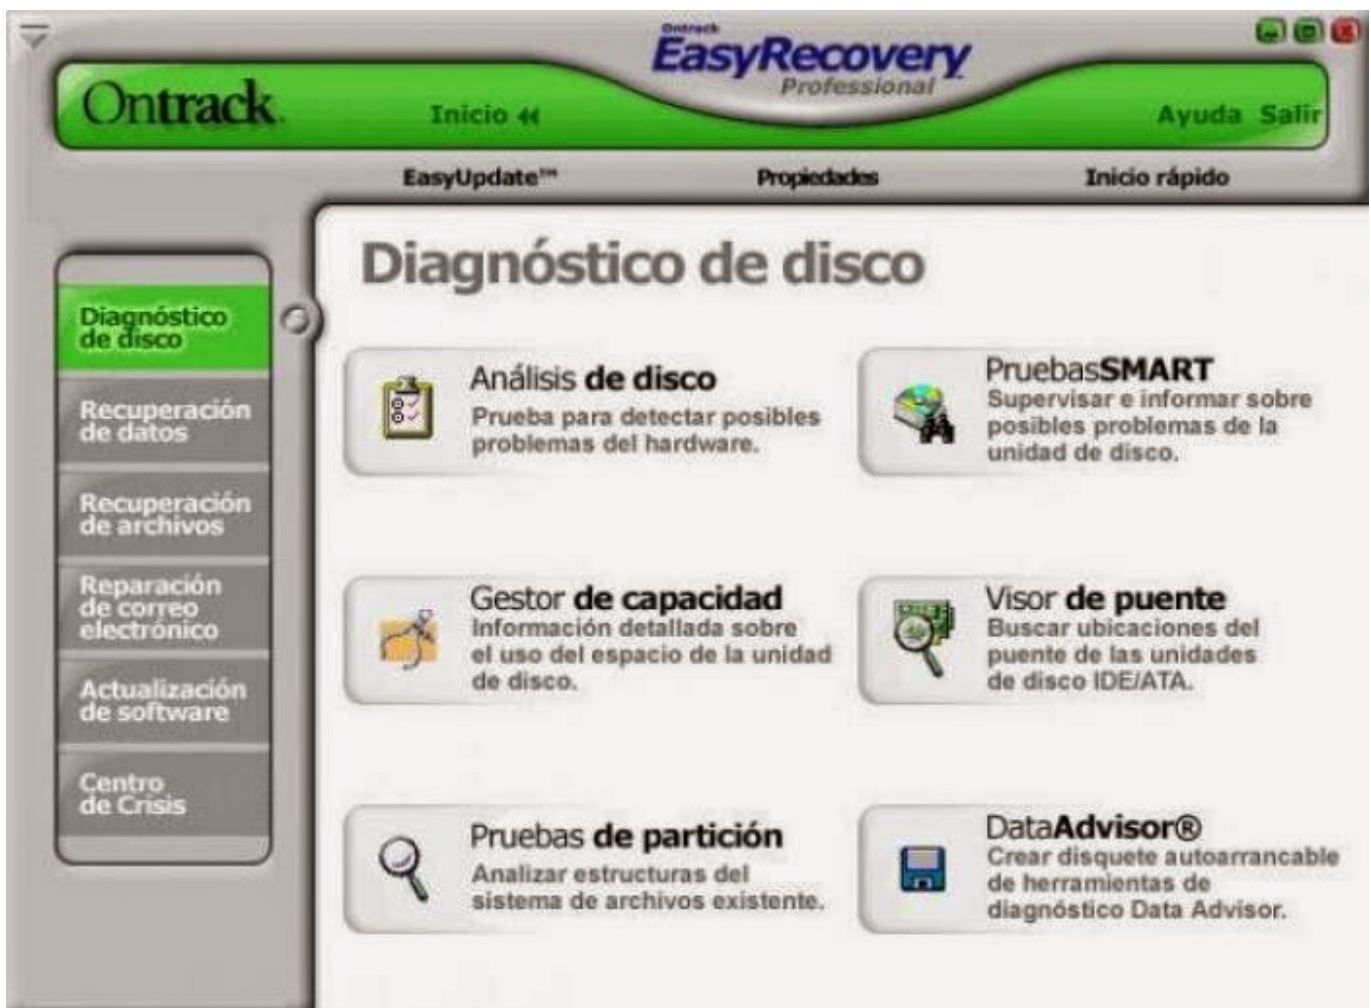 Ontrack
EasyRecovery
Professional
Ontrack
Inicio
Ayuda Salir
EasyUpdate™ Propiedades Inicio rápido
Diagnóstico de disco
Diagnóstico
de disco
Recuperación
de datos
Recuperación
de archivos
Reparación
de correo
electrónico
Actualización
de software
Centro
de Crisis
Análisis de disco
Prueba para detectar posibles
problemas del hardware.
PruebasSMART
Supervisar e informar sobre
posibles problemas de la
unidad de disco.
Gestor de capacidad
Información detallada sobre
el uso del espacio de la unidad
de disco.
Visor de puente
Buscar ubicaciones del
puente de las unidades
de disco IDE/ATA.
Pruebas de partición
Analizar estructuras del
sistema de archivos existente.
DataAdvisor®
Crear disquete autoarrancable
de herramientas de
diagnóstico Data Advisor.